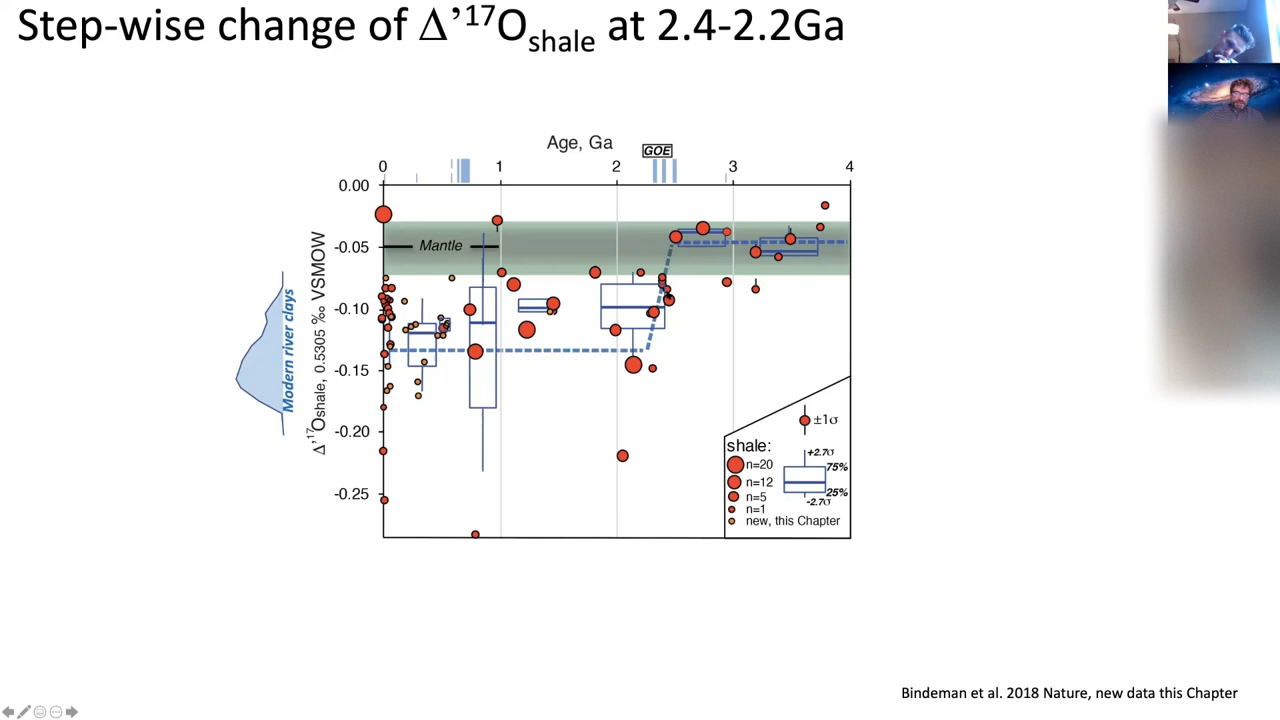 Step-wise change of Δ’¹⁷Oshale at 2.4-2.2Ga
Age, Ga
GOE
0 1 2 3 4
0.00
-0.05
-0.10
-0.15
-0.20
-0.25
Δ’¹⁷Oshale, 0.5305 ‰ VSMOW
Modern river clays
Mantle
±1σ
shale:
n=20
n=12
n=5
n=1
new, this Chapter
+2.7σ
75%
25%
-2.7σ
Bindeman et al. 2018 Nature, new data this Chapter